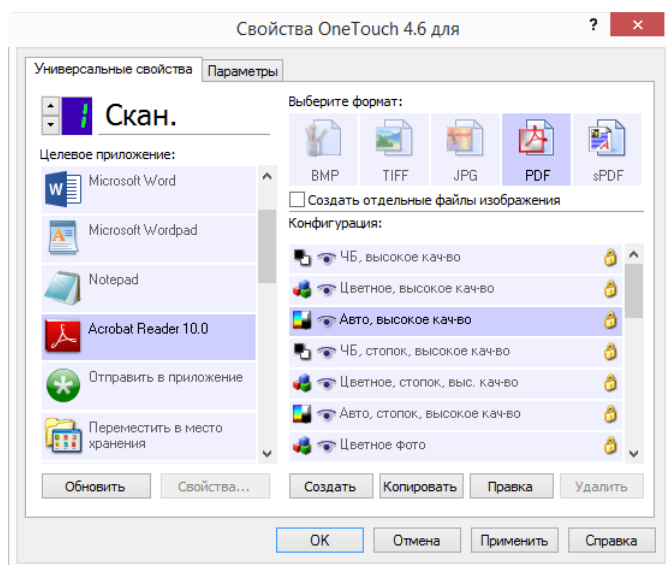 Свойства OneTouch 4.6 для
?
×
Универсальные свойства
Параметры
1
Скан.
Целевое приложение:
Microsoft Word
Microsoft Wordpad
Notepad
Acrobat Reader 10.0
Отправить в приложение
Переместить в место
хранения
Обновить
Свойства...
Выберите формат:
BMP
TIFF
JPG
PDF
sPDF
Создать отдельные файлы изображения
Конфигурация:
ЧБ, высокое кач-во
Цветное, высокое кач-во
Авто, высокое кач-во
ЧБ, стопок, высокое кач-во
Цветное, стопок, выс. кач-во
Авто, стопок, высокое кач-во
Цветное фото
Создать
Копировать
Правка
Удалить
OK
Отмена
Применить
Справка